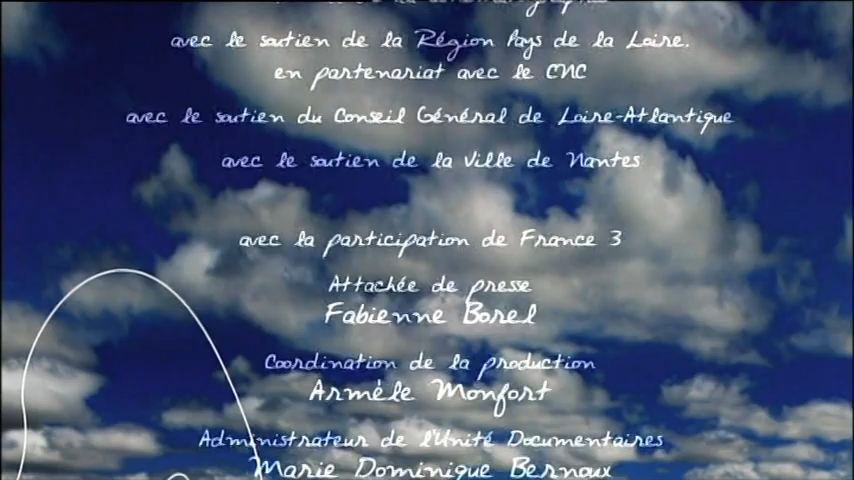 avec le soutien de la Région Pays de la Loire.
en partenariat avec le CNC
avec le soutien du Conseil Général de Loire-Atlantique
avec le soutien de la Ville de Nantes
avec la participation de France 3
Attachée de presse
Fabienne Borel
Coordination de la production
Armèle Monfort
Administrateur de l'Unité Documentaires
Marie Dominique Bernoux